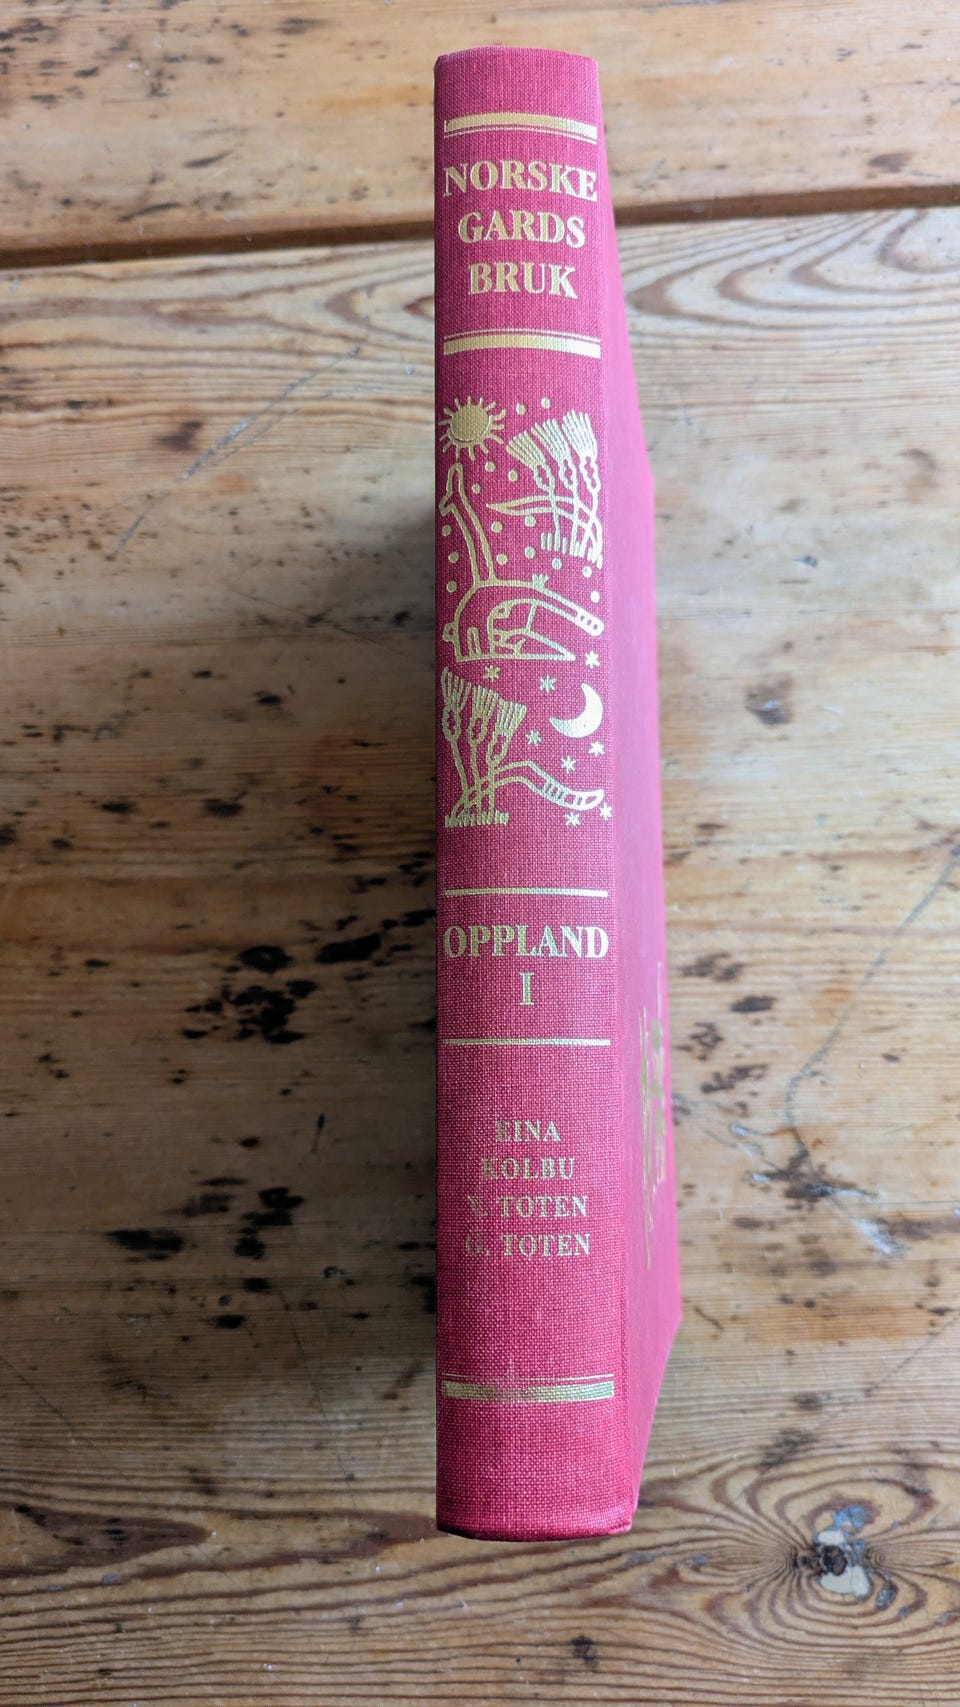 NORSKE
GARDS
BRUK
OPPLAND
I
EINA
KOLBU
V. TOTEN
Ø. TOTEN